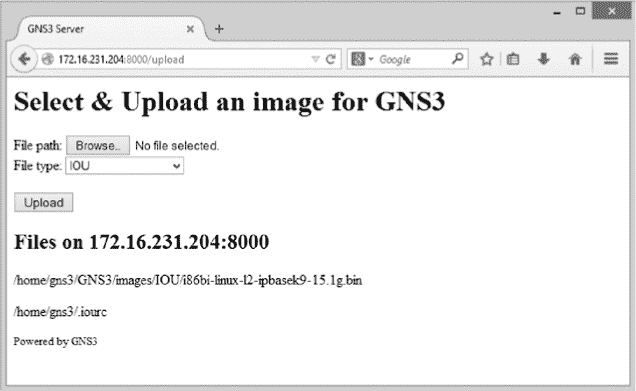 GNS3 Server
172.16.231.204:8000/upload
Google
Select & Upload an image for GNS3
File path: Browse.. No file selected.
File type: IOU
Upload
Files on 172.16.231.204:8000
/home/gns3/GNS3/images/IOU/i86bi-linux-l2-ipbasek9-15.1g.bin
/home/gns3/.iourc
Powered by GNS3